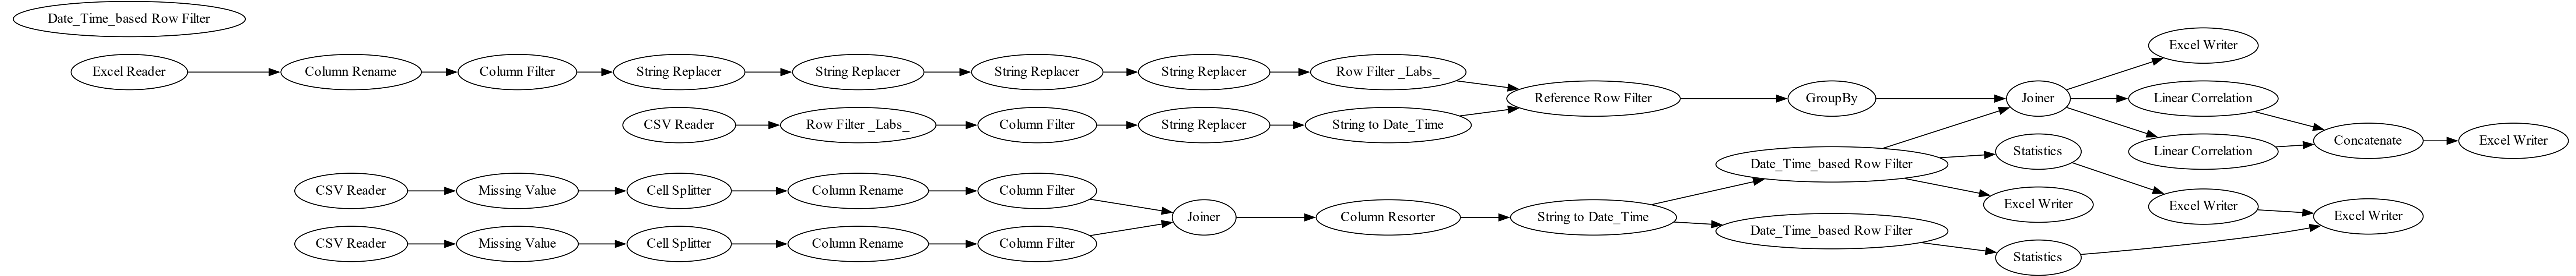 Date_Time_based Row Filter
Excel Reader
Column Rename
Column Filter
String Replacer
String Replacer
String Replacer
String Replacer
Row Filter _Labs_
CSV Reader
Row Filter _Labs_
Column Filter
String Replacer
String to Date_Time
Reference Row Filter
GroupBy
Joiner
Excel Writer
Linear Correlation
Linear Correlation
Concatenate
Excel Writer
CSV Reader
Missing Value
Cell Splitter
Column Rename
Column Filter
CSV Reader
Missing Value
Cell Splitter
Column Rename
Column Filter
Joiner
Column Resorter
String to Date_Time
Date_Time_based Row Filter
Statistics
Excel Writer
Excel Writer
Date_Time_based Row Filter
Statistics
Excel Writer